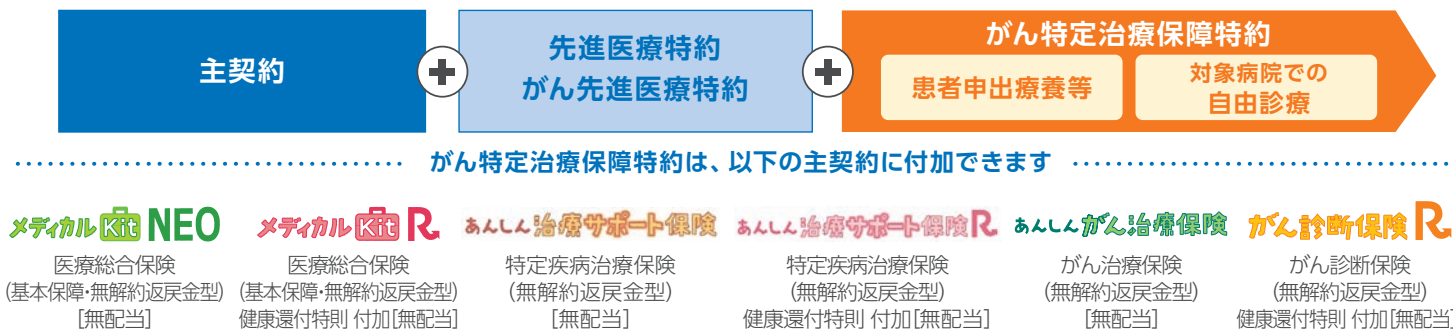 主契約
先進医療特約
がん先進医療特約
がん特定治療保障特約
患者申出療養等
対象病院での
自由診療
がん特定治療保障特約は、以下の主契約に付加できます
メディカルKit NEO
医療総合保険
(基本保障・無解約返戻金型)
[無配当]
メディカルKit R
医療総合保険
(基本保障・無解約返戻金型)
健康還付特則 付加[無配当]
あんしん治療サポート保険
特定疾病治療保険
(無解約返戻金型)
[無配当]
あんしん治療サポート保険R
特定疾病治療保険
(無解約返戻金型)
健康還付特則 付加[無配当]
あんしんがん治療保険
がん治療保険
(無解約返戻金型)
[無配当]
がん診断保険R
がん診断保険
(無解約返戻金型)
健康還付特則 付加[無配当